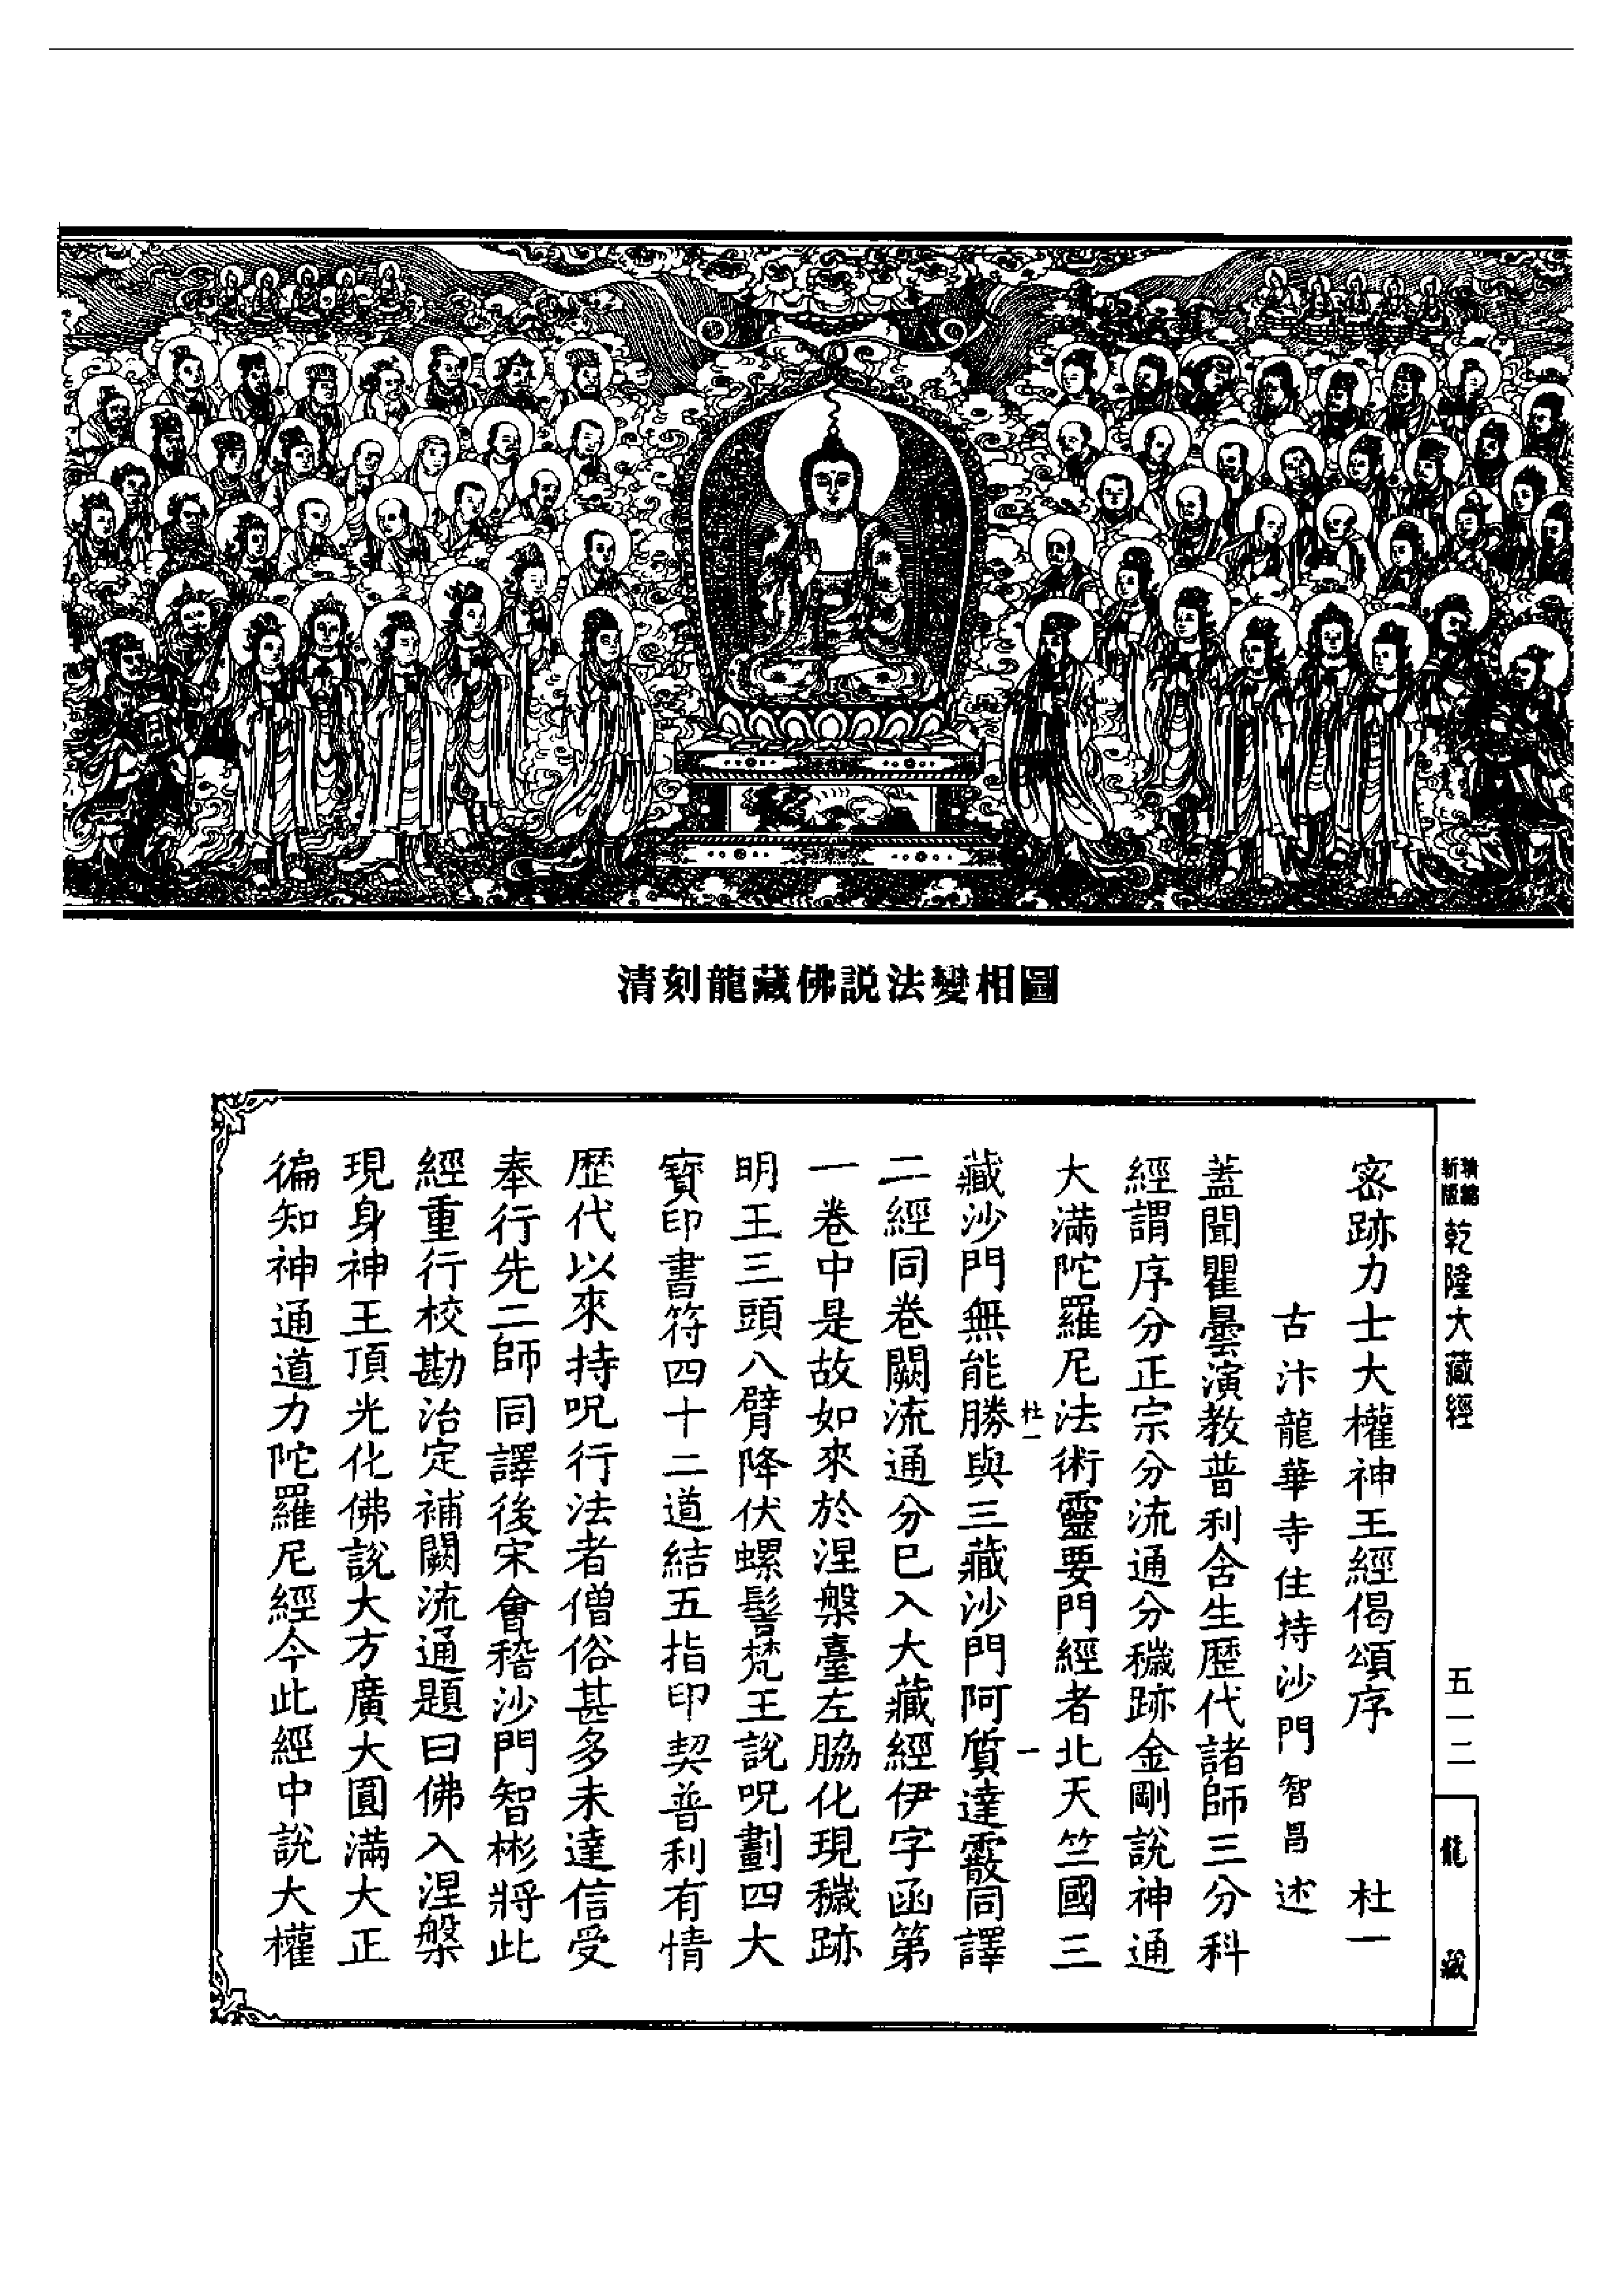 清刻龍藏佛説法變相圖
新版精縮乾隆大藏經
五一二
龍藏
密跡力士大權神王經偈頌序 杜一
古汴龍華寺住持沙門智昌述
蓋聞瞿曇演教普利含生歷代諸師三分科
經謂序分正宗分流通分穢跡金剛說神通
大滿陀羅尼法術靈要門經者北天竺國三
杜一 一
藏沙門無能勝與三藏沙門阿質達霰同譯
二經同卷闕流通分已入大藏經伊字函第
一卷中是故如來於涅槃臺左脇化現穢跡
明王三頭八臂降伏螺髻梵王說呪劃四大
寶印書符四十二道結五指印契普利有情
歷代以來持呪行法者僧俗甚多未達信受
奉行先二師同譯後宋會稽沙門智彬將此
經重行校勘治定補闕流通題曰佛入涅槃
現身神王頂光化佛說大方廣大圓滿大正
徧知神通道力陀羅尼經今此經中說大權